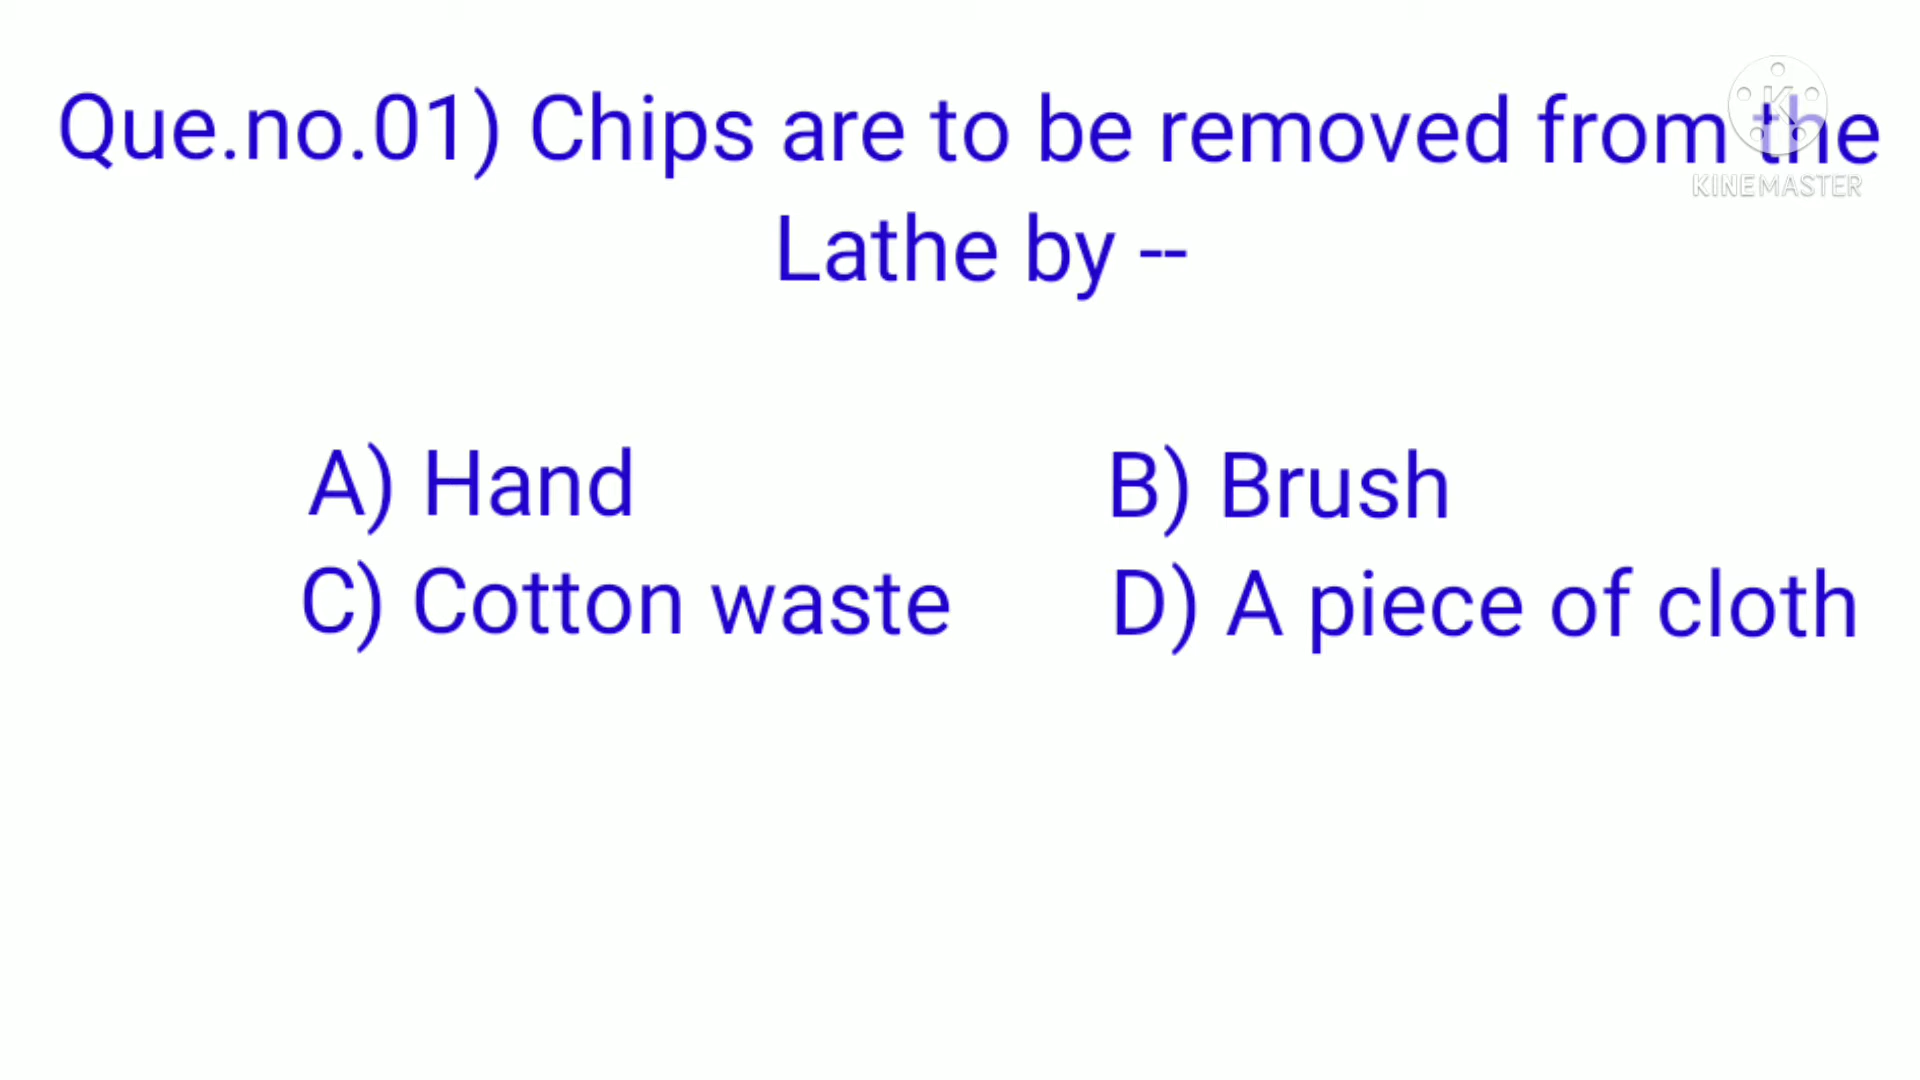 Que.no.01) Chips are to be removed from the
KINEMASTER
Lathe by --
A) Hand
B) Brush
C) Cotton waste
D) A piece of cloth